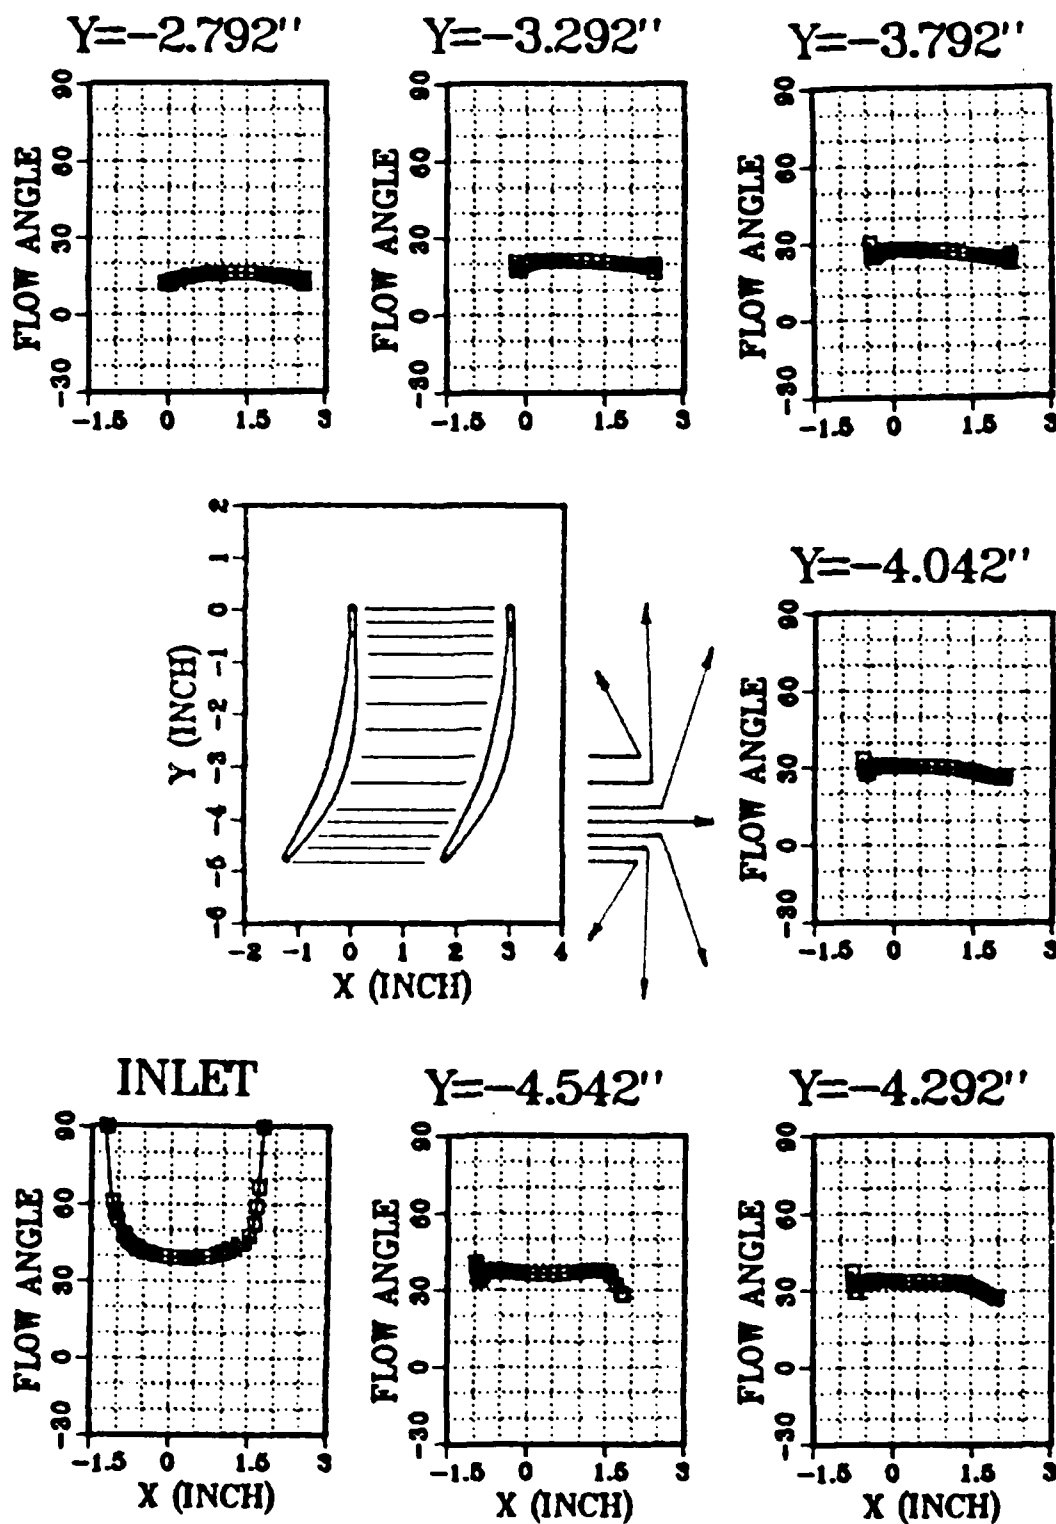 Y=-2.792"
Y=-3.292"
Y=-3.792"
FLOW ANGLE
90
60
30
0
-30
-1.5 0 1.5 3
FLOW ANGLE
90
60
30
0
-30
-1.5 0 1.5 3
FLOW ANGLE
90
60
30
0
-30
-1.5 0 1.5 3
Y (INCH)
2
1
0
-1
-2
-3
-4
-5
-6
-2 -1 0 1 2 3 4
X (INCH)
Y=-4.042"
FLOW ANGLE
90
60
30
0
-30
-1.5 0 1.5 3
INLET
Y=-4.542"
Y=-4.292"
FLOW ANGLE
90
60
30
0
-30
-1.5 0 1.5 3
X (INCH)
FLOW ANGLE
90
60
30
0
-30
-1.5 0 1.5 3
X (INCH)
FLOW ANGLE
90
60
30
0
-30
-1.5 0 1.5 3
X (INCH)